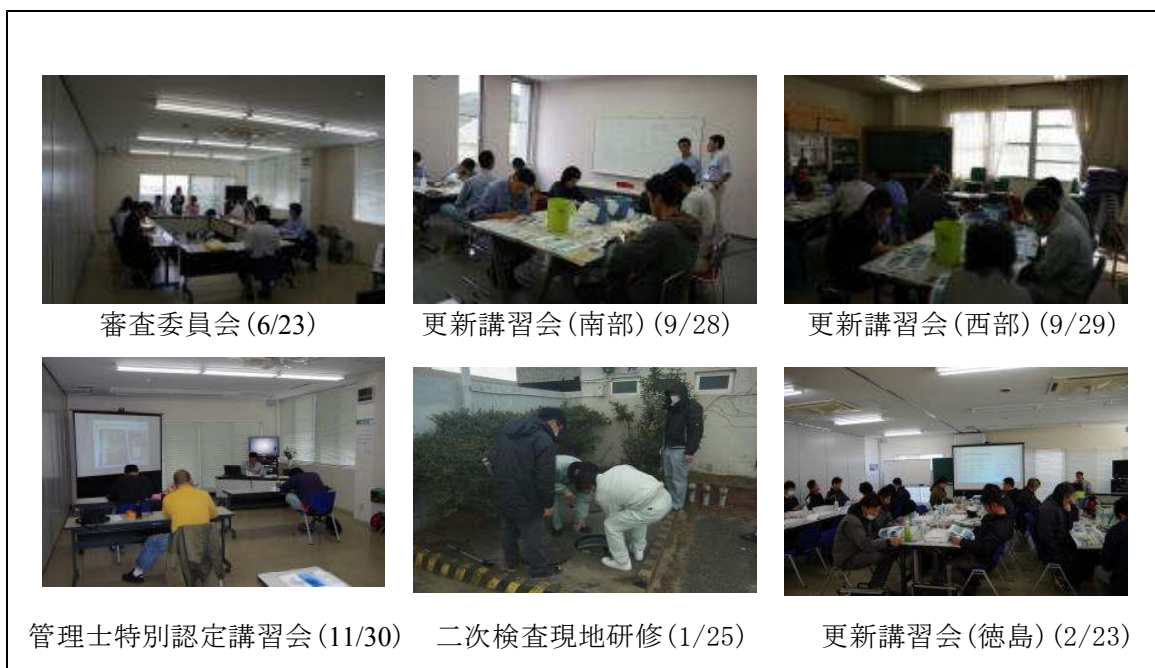 審査委員会(6/23)
更新講習会(南部)(9/28)
更新講習会(西部)(9/29)
管理士特別認定講習会(11/30)
二次検査現地研修(1/25)
更新講習会(徳島)(2/23)